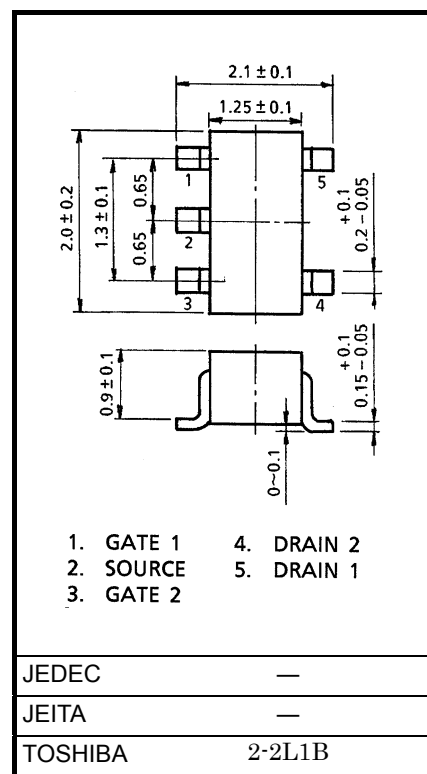 2.1 ± 0.1
1.25 ± 0.1
2.0 ± 0.2
1.3 ± 0.1
0.65
0.65
1
2
3
5
4
+ 0.1
0.2 – 0.05
0.9 ± 0.1
+ 0.1
0.15 – 0.05
0~0.1
1. GATE 1 4. DRAIN 2
2. SOURCE 5. DRAIN 1
3. GATE 2
JEDEC —
JEITA —
TOSHIBA 2-2L1B